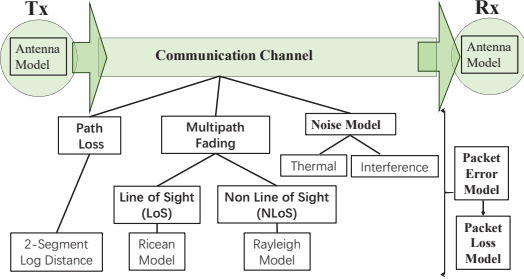 Tx
Rx
Antenna
Model
Communication Channel
Antenna
Model
Path
Loss
Multipath
Fading
Noise Model
Thermal
Interference
Packet
Error
Model
Line of Sight
(LoS)
Non Line of Sight
(NLoS)
Packet
Loss Model
2-Segment
Log Distance
Ricean
Model
Rayleigh
Model